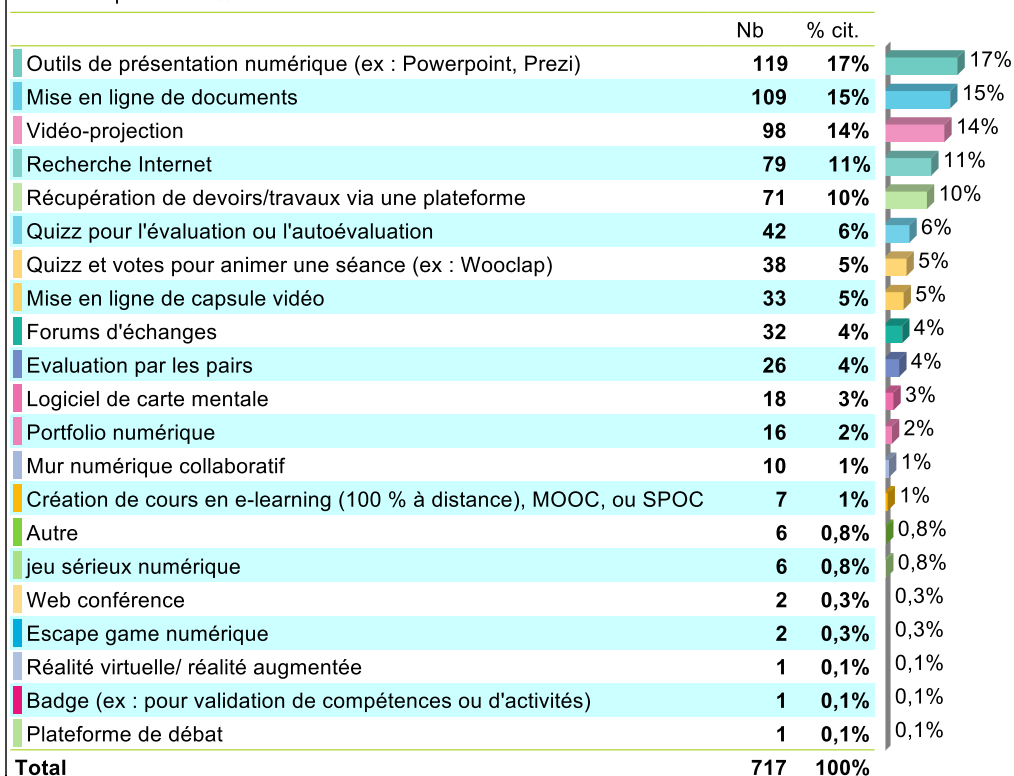 Nb % cit.
Outils de présentation numérique (ex : Powerpoint, Prezi) 119 17% 17%
Mise en ligne de documents 109 15% 15%
Vidéo-projection 98 14% 14%
Recherche Internet 79 11% 11%
Récupération de devoirs/travaux via une plateforme 71 10% 10%
Quizz pour l'évaluation ou l'autoévaluation 42 6% 6%
Quizz et votes pour animer une séance (ex : Wooclap) 38 5% 5%
Mise en ligne de capsule vidéo 33 5% 5%
Forums d'échanges 32 4% 4%
Evaluation par les pairs 26 4% 4%
Logiciel de carte mentale 18 3% 3%
Portfolio numérique 16 2% 2%
Mur numérique collaboratif 10 1% 1%
Création de cours en e-learning (100 % à distance), MOOC, ou SPOC 7 1% 1%
Autre 6 0,8% 0,8%
jeu sérieux numérique 6 0,8% 0,8%
Web conférence 2 0,3% 0,3%
Escape game numérique 2 0,3% 0,3%
Réalité virtuelle/ réalité augmentée 1 0,1% 0,1%
Badge (ex : pour validation de compétences ou d'activités) 1 0,1% 0,1%
Plateforme de débat 1 0,1% 0,1%
Total 717 100%